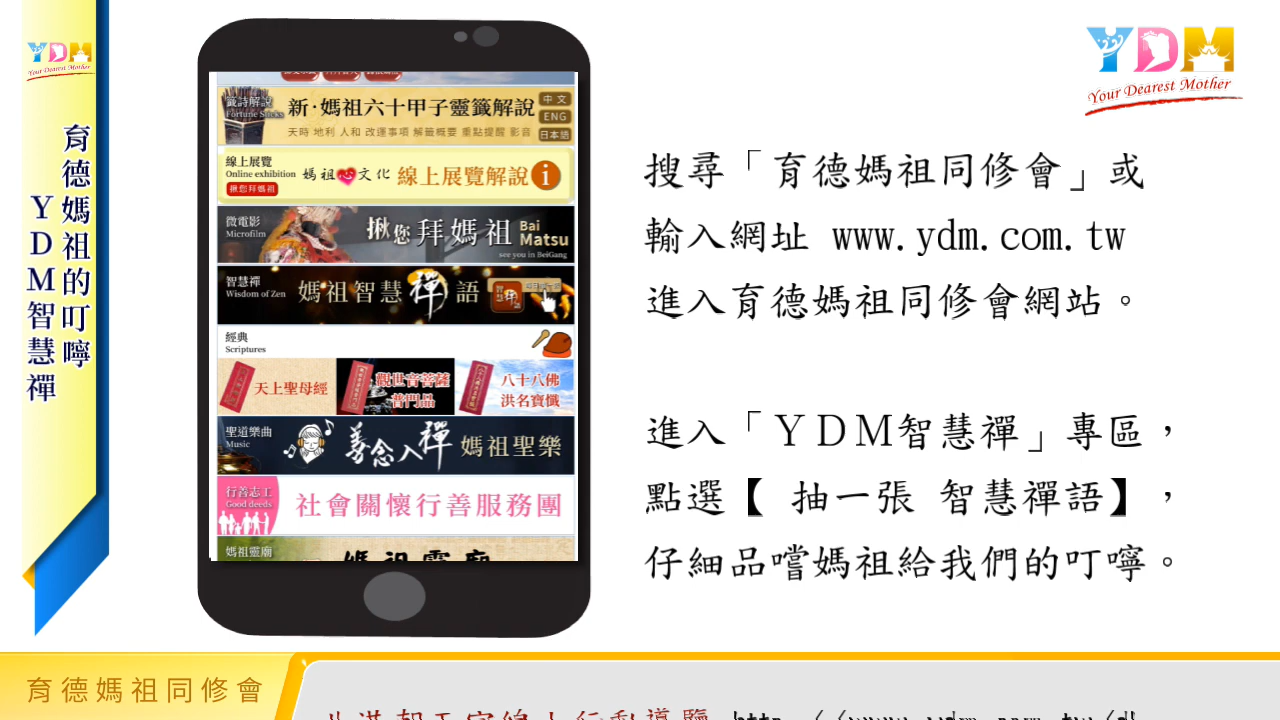 YDM
Your Dearest Mother
育德媽祖的叮嚀
YDM智慧禪
籤詩解說
Fortune Sticks
新·媽祖六十甲子靈籤解說
天時 地利 人和 改運事項 解籤概要 重點提醒 影音
中文
ENG
日本語
線上展覽
Online exhibition
揪您拜媽祖
媽祖文化 線上展覽解說
微電影
Microfilm
揪您拜媽祖
Bai Matsu
see you in BeiGang
智慧禪
Wisdom of Zen
媽祖智慧禪語
經典
Scriptures
天上聖母經
觀世音菩薩
普門品
八十八佛
洪名寶懺
聖道樂曲
Music
善念入禪 媽祖聖樂
行善志工
Good deeds
社會關懷行善服務團
媽祖靈廟
媽祖靈廟
YDM
Your Dearest Mother
搜尋「育德媽祖同修會」或
輸入網址 www.ydm.com.tw
進入育德媽祖同修會網站。
進入「YDM智慧禪」專區，
點選【 抽一張 智慧禪語】，
仔細品嚐媽祖給我們的叮嚀。
育德媽祖同修會